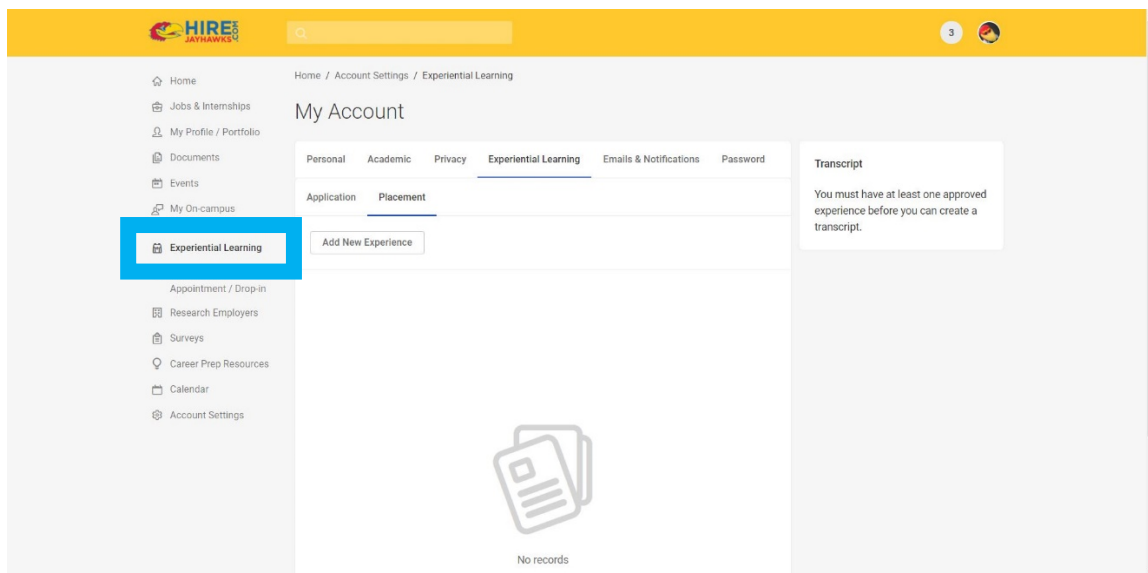 HIRE
JAYHAWKS
.COM
3
Home
Jobs & Internships
My Profile / Portfolio
Documents
Events
My On-campus
Experiential Learning
Appointment / Drop-in
Research Employers
Surveys
Career Prep Resources
Calendar
Account Settings
Home / Account Settings / Experiential Learning
My Account
Personal Academic Privacy Experiential Learning Emails & Notifications Password
Application Placement
Add New Experience
No records
Transcript
You must have at least one approved
experience before you can create a
transcript.